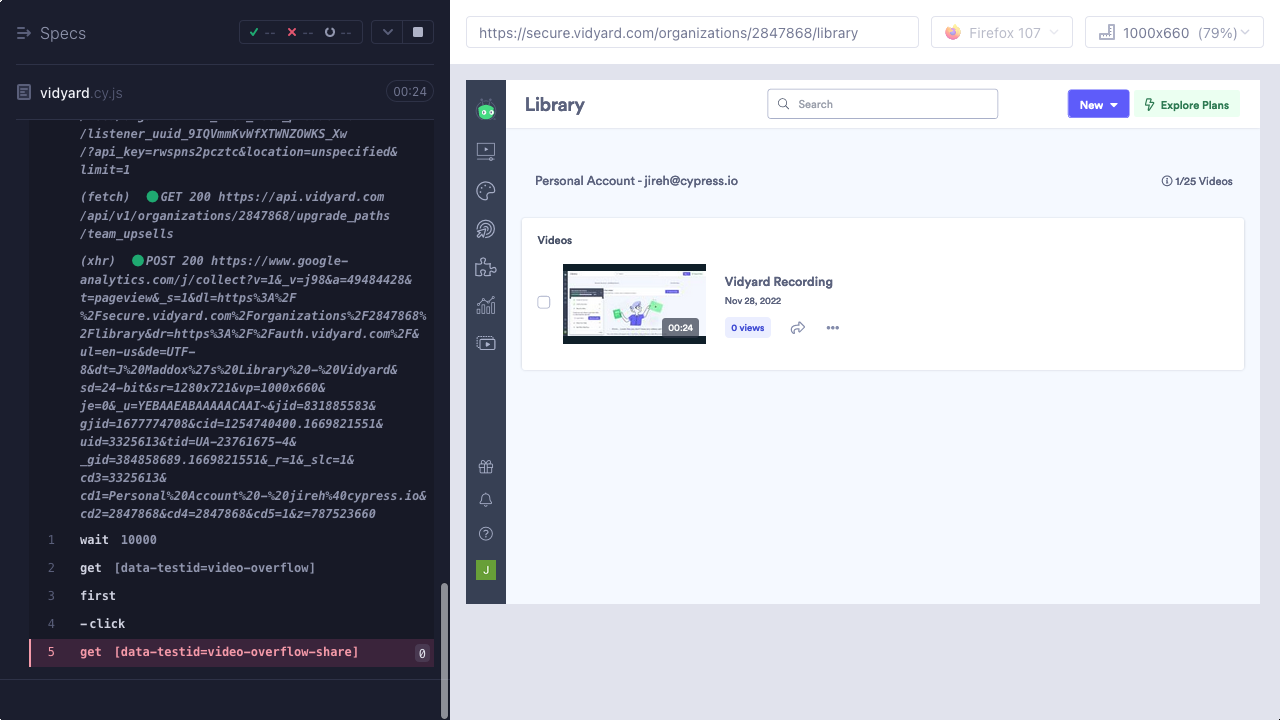 Specs
-- -- --
vidyard.cy.js
00:24
/listener_uuid_9IQVmmKvWfXTWNZOWKS_Xw
/?api_key=rwspns2pcztc&location=unspecified&
limit=1
(fetch) GET 200 https://api.vidyard.com
/api/v1/organizations/2847868/upgrade_paths
/team_upsells
(xhr) POST 200 https://www.google-
analytics.com/j/collect?v=1&_v=j98&a=49484428&
t=pageview&_s=1&dl=https%3A%2F
%2Fsecure.vidyard.com%2Forganizations%2F2847868%
2Flibrary&dr=https%3A%2F%2Fauth.vidyard.com%2F&
ul=en-us&de=UTF-
8&dt=J%20Maddox%27s%20Library%20-%20Vidyard&
sd=24-bit&sr=1280x721&vp=1000x660&
je=0&_u=YEBAAEABAAAAACAAI~&jid=831885583&
gjid=1677774708&cid=1254740400.1669821551&
uid=3325613&tid=UA-23761675-4&
_gid=384858689.1669821551&_r=1&_slc=1&
cd3=3325613&
cd1=Personal%20Account%20-%20jireh%40cypress.io&
cd2=2847868&cd4=2847868&cd5=1&z=787523660
1 wait 10000
2 get [data-testid=video-overflow]
3 first
4 -click
5 get [data-testid=video-overflow-share] 0
https://secure.vidyard.com/organizations/2847868/library
Firefox 107
1000x660 (79%)
Library
Search
New
Explore Plans
Personal Account - jireh@cypress.io
1/25 Videos
Videos
00:24
Vidyard Recording
Nov 28, 2022
0 views
J